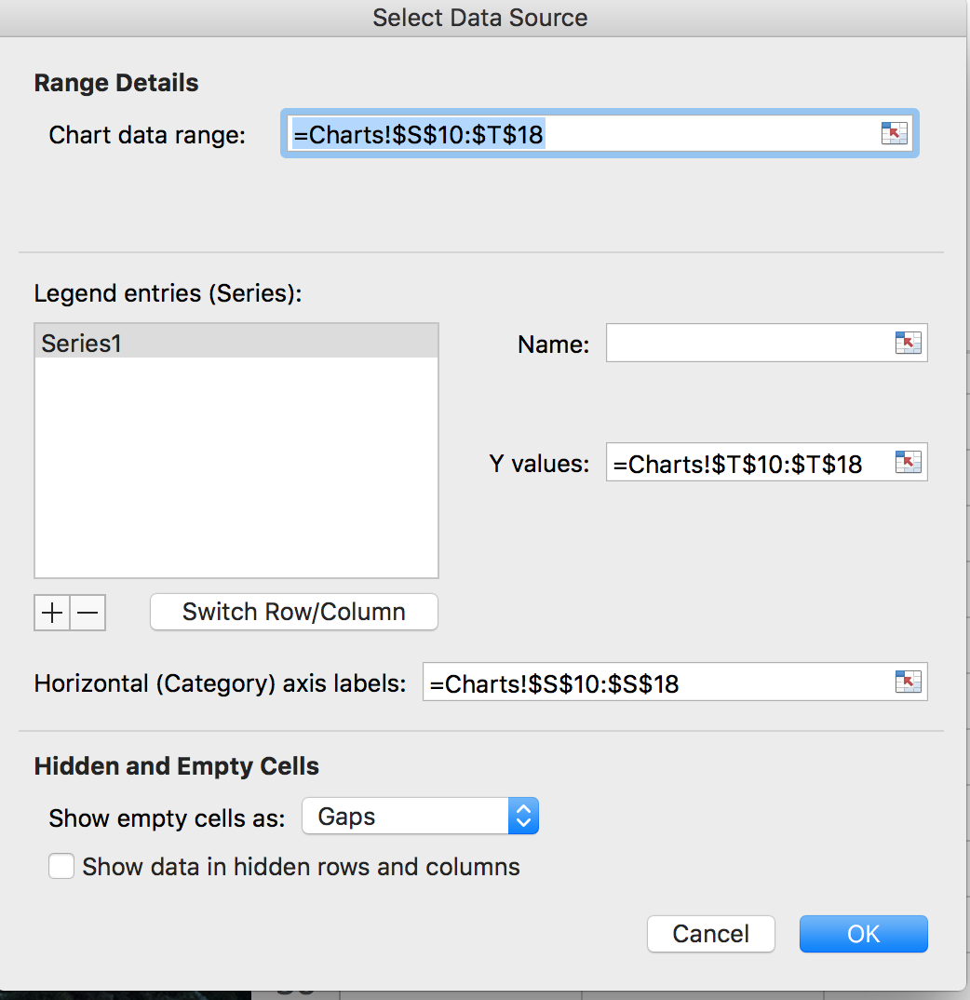 Select Data Source
Range Details
Chart data range: =Charts!$S$10:$T$18
Legend entries (Series):
Series1
Name:
Y values: =Charts!$T$10:$T$18
Switch Row/Column
Horizontal (Category) axis labels: =Charts!$S$10:$S$18
Hidden and Empty Cells
Show empty cells as: Gaps
Show data in hidden rows and columns
Cancel OK